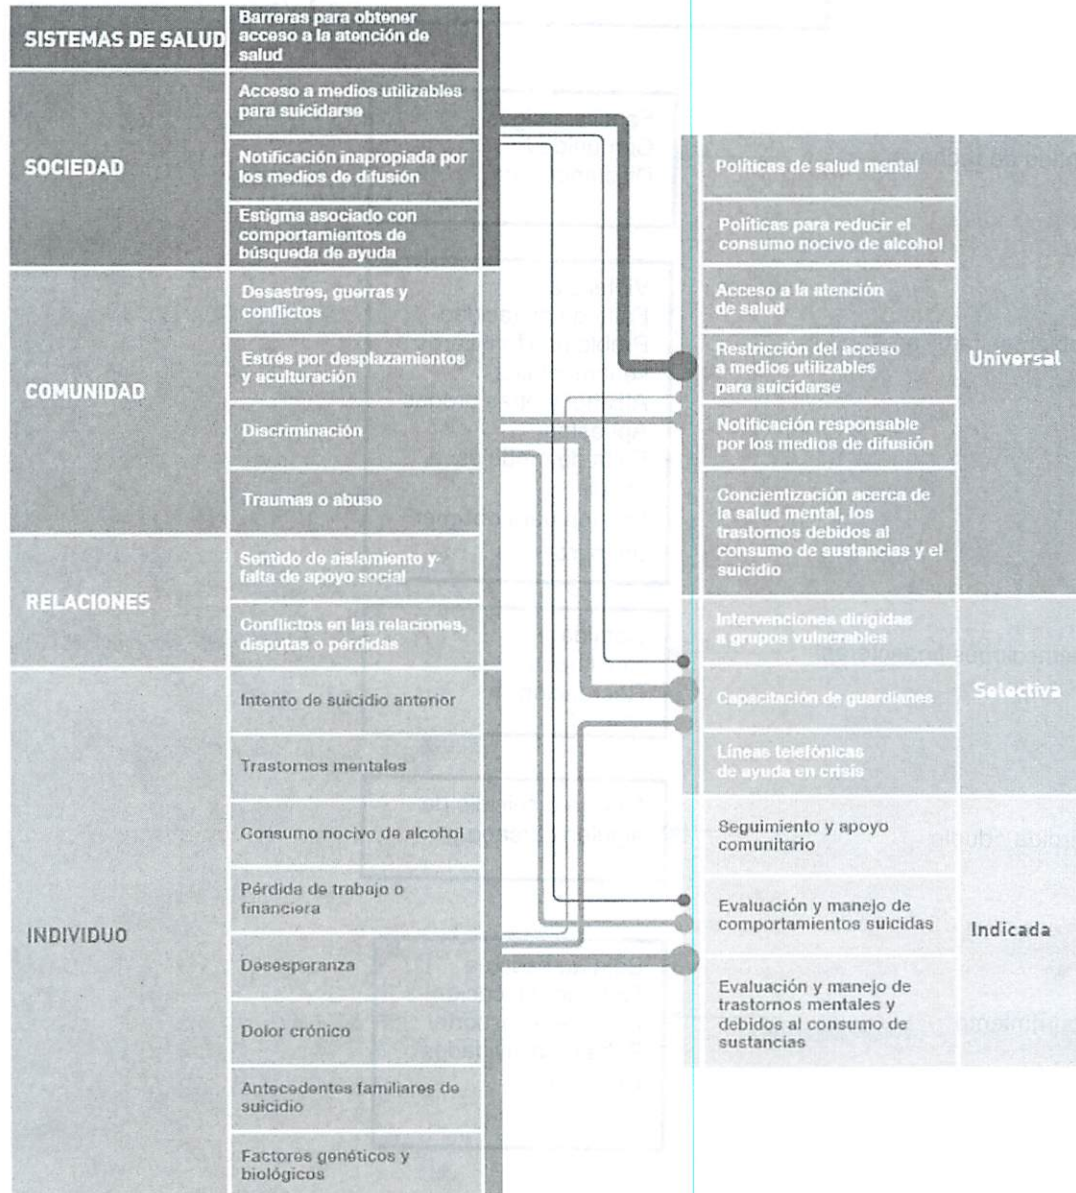 SISTEMAS DE SALUD
Barreras para obtener
acceso a la atención de
salud
SOCIEDAD
Acceso a medios utilizables
para suicidarse
Notificación inapropiada por
los medios de difusión
Estigma asociado con
comportamientos de
búsqueda de ayuda
COMUNIDAD
Desastres, guerras y
conflictos
Estrés por desplazamientos
y aculturación
Discriminación
Traumas o abuso
RELACIONES
Sentido de aislamiento y
falta de apoyo social
Conflictos en las relaciones,
disputas o pérdidas
INDIVIDUO
Intento de suicidio anterior
Trastornos mentales
Consumo nocivo de alcohol
Pérdida de trabajo o
financiera
Desesperanza
Dolor crónico
Antecedentes familiares de
suicidio
Factores genéticos y
biológicos
Políticas de salud mental
Políticas para reducir el
consumo nocivo de alcohol
Acceso a la atención
de salud
Restricción del acceso
a medios utilizables
para suicidarse
Notificación responsable
por los medios de difusión
Concientización acerca de
la salud mental, los
trastornos debidos al
consumo de sustancias y el
suicidio
Universal
Intervenciones dirigidas
a grupos vulnerables
Capacitación de guardianes
Líneas telefónicas
de ayuda en crisis
Selectiva
Seguimiento y apoyo
comunitario
Evaluación y manejo de
comportamientos suicidas
Evaluación y manejo de
trastornos mentales y
debidos al consumo de
sustancias
Indicada